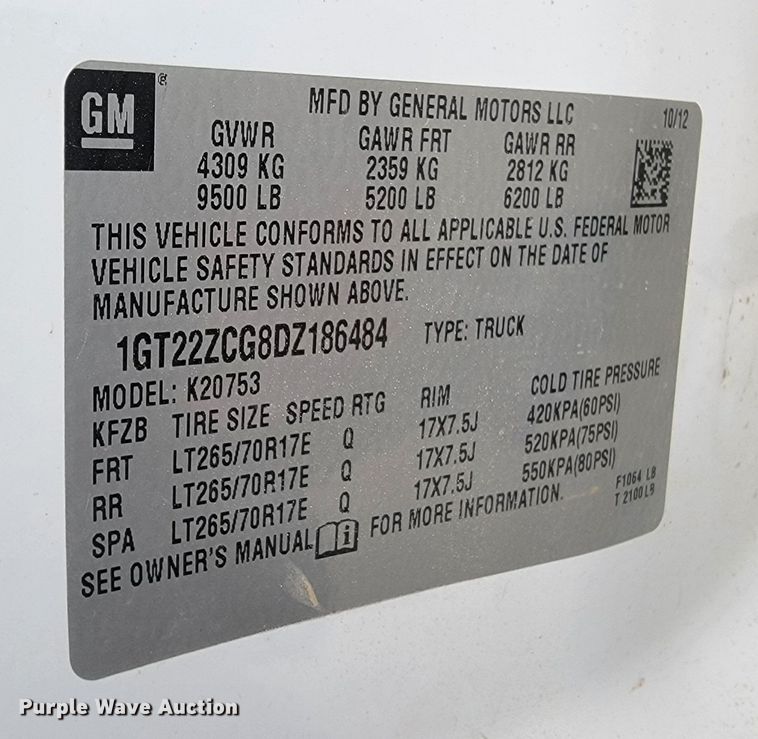 GM ®
MFD BY GENERAL MOTORS LLC 10/12
GVWR GAWR FRT GAWR RR
4309 KG 2359 KG 2812 KG
9500 LB 5200 LB 6200 LB
THIS VEHICLE CONFORMS TO ALL APPLICABLE U.S. FEDERAL MOTOR
VEHICLE SAFETY STANDARDS IN EFFECT ON THE DATE OF
MANUFACTURE SHOWN ABOVE.
1GT22ZCG8DZ186484 TYPE: TRUCK
MODEL: K20753
KFZB TIRE SIZE SPEED RTG RIM COLD TIRE PRESSURE
FRT LT265/70R17E Q 17X7.5J 420KPA(60PSI)
RR LT265/70R17E Q 17X7.5J 520KPA(75PSI)
SPA LT265/70R17E Q 17X7.5J 550KPA(80PSI)
SEE OWNER'S MANUAL i FOR MORE INFORMATION. F1064 LB
T 2100 LB
Purple Wave Auction